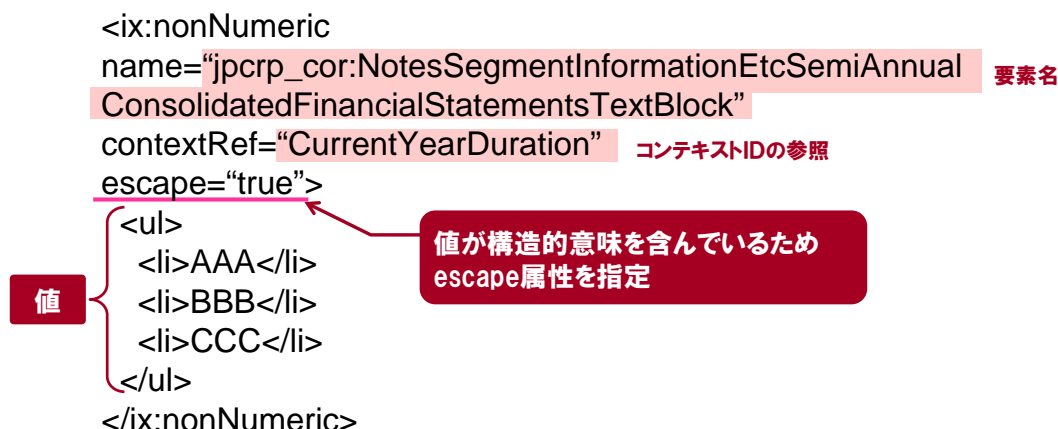 <ix:nonNumeric
name=“jpcrp_cor:NotesSegmentInformationEtcSemiAnnual
要素名
ConsolidatedFinancialStatementsTextBlock”
contextRef=“CurrentYearDuration”
コンテキストIDの参照
escape=“true”>
<ul>
値が構造的意味を含んでいるため
escape属性を指定
<li>AAA</li>
値
<li>BBB</li>
<li>CCC</li>
</ul>
</ix:nonNumeric>